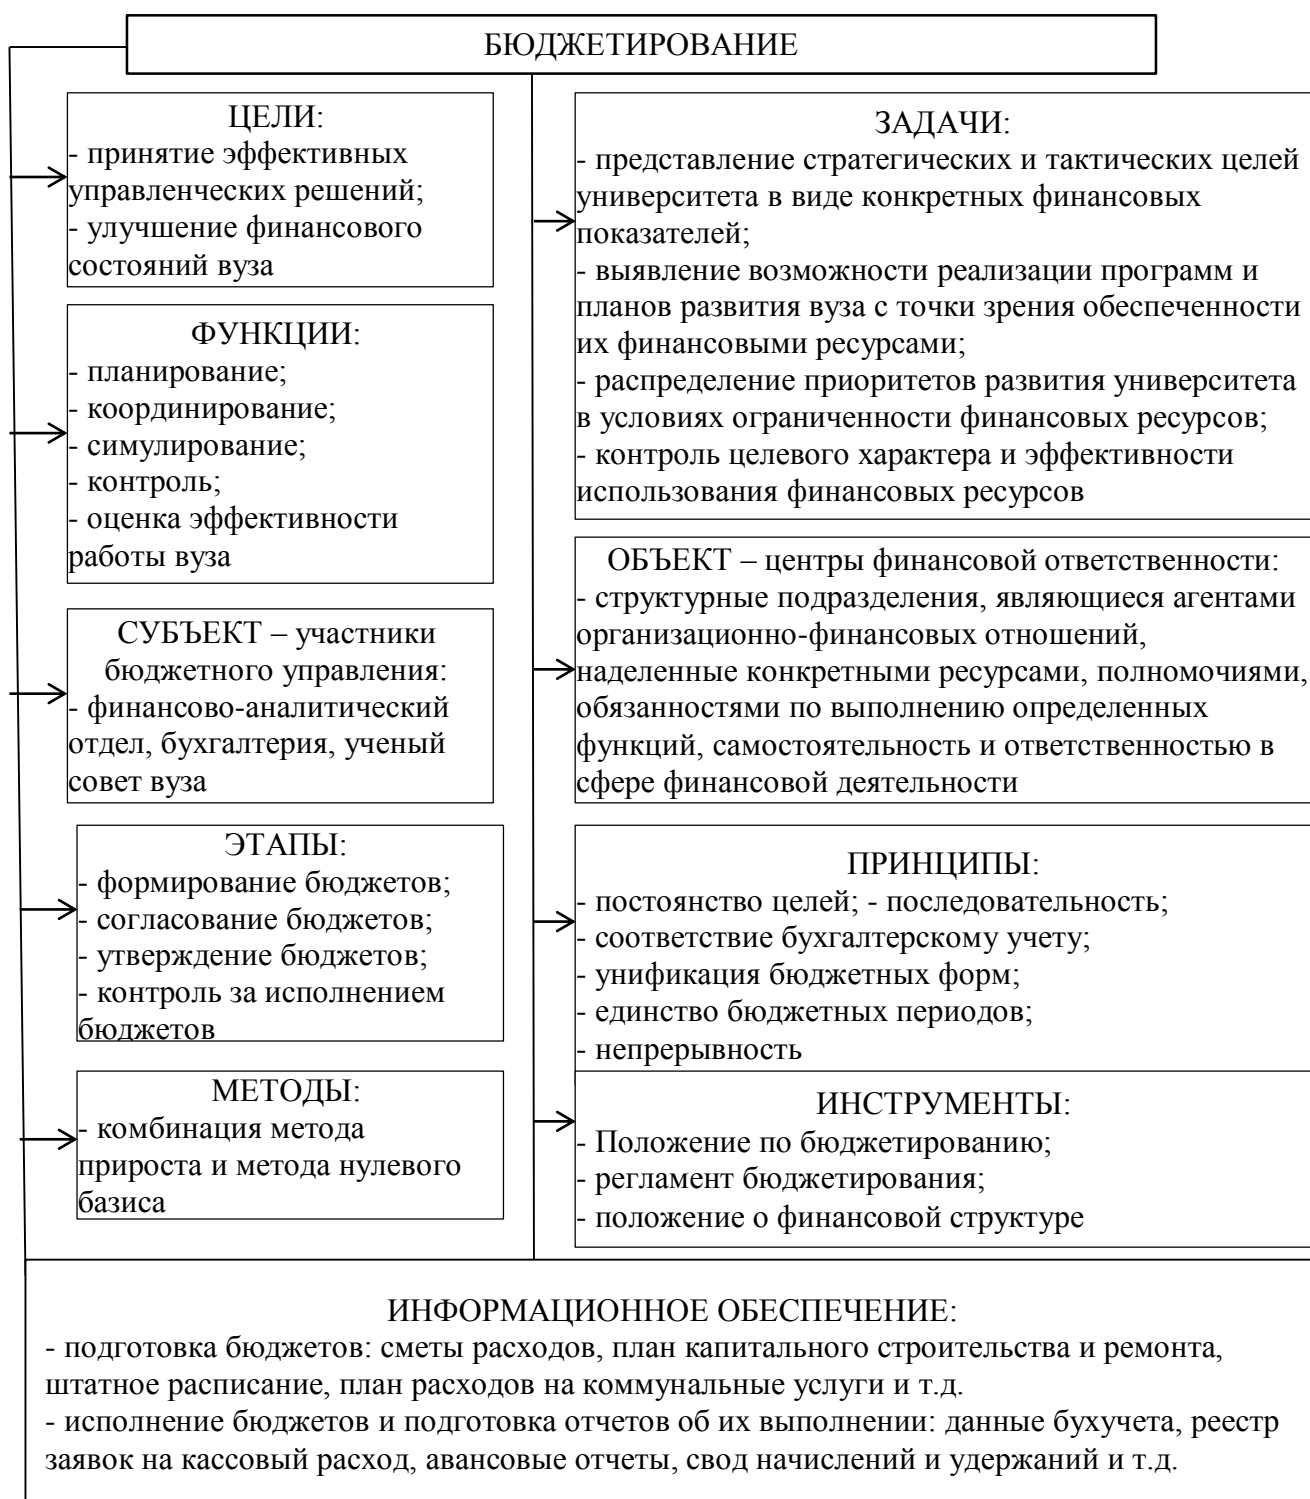 БЮДЖЕТИРОВАНИЕ
ЦЕЛИ:
- принятие эффективных
управленческих решений;
- улучшение финансового
состояний вуза
ФУНКЦИИ:
- планирование;
- координирование;
- симулирование;
- контроль;
- оценка эффективности
работы вуза
СУБЪЕКТ – участники
бюджетного управления:
- финансово-аналитический
отдел, бухгалтерия, ученый
совет вуза
ЭТАПЫ:
- формирование бюджетов;
- согласование бюджетов;
- утверждение бюджетов;
- контроль за исполнением
бюджетов
МЕТОДЫ:
- комбинация метода
прироста и метода нулевого
базиса
ЗАДАЧИ:
- представление стратегических и тактических целей
университета в виде конкретных финансовых
показателей;
- выявление возможности реализации программ и
планов развития вуза с точки зрения обеспеченности
их финансовыми ресурсами;
- распределение приоритетов развития университета
в условиях ограниченности финансовых ресурсов;
- контроль целевого характера и эффективности
использования финансовых ресурсов
ОБЪЕКТ – центры финансовой ответственности:
- структурные подразделения, являющиеся агентами
организационно-финансовых отношений,
наделенные конкретными ресурсами, полномочиями,
обязанностями по выполнению определенных
функций, самостоятельность и ответственностью в
сфере финансовой деятельности
ПРИНЦИПЫ:
- постоянство целей; - последовательность;
- соответствие бухгалтерскому учету;
- унификация бюджетных форм;
- единство бюджетных периодов;
- непрерывность
ИНСТРУМЕНТЫ:
- Положение по бюджетированию;
- регламент бюджетирования;
- положение о финансовой структуре
ИНФОРМАЦИОННОЕ ОБЕСПЕЧЕНИЕ:
- подготовка бюджетов: сметы расходов, план капитального строительства и ремонта,
штатное расписание, план расходов на коммунальные услуги и т.д.
- исполнение бюджетов и подготовка отчетов об их выполнении: данные бухучета, реестр
заявок на кассовый расход, авансовые отчеты, свод начислений и удержаний и т.д.